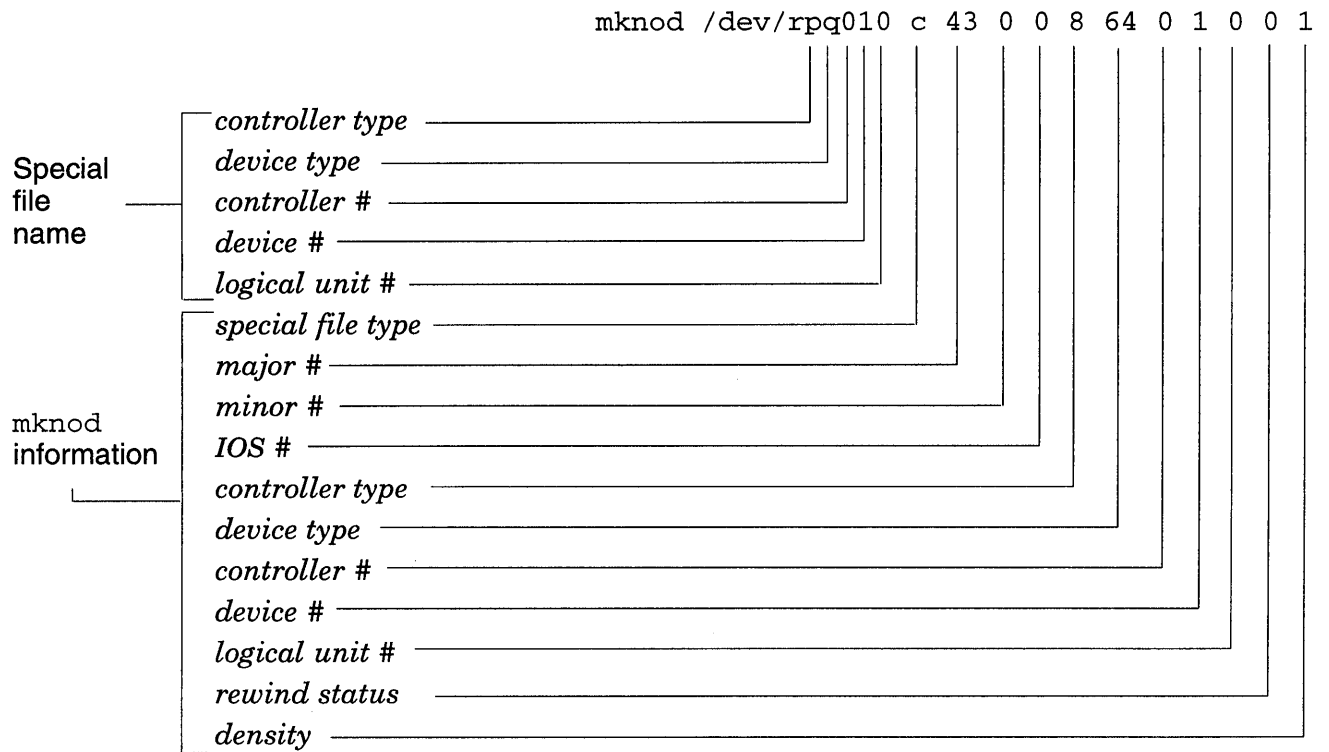 mknod /dev/rpq010 c 43 0 0 8 64 0 1 0 0 1
Special
file
name
controller type
device type
controller #
device #
logical unit #
mknod
information
special file type
major #
minor #
IOS #
controller type
device type
controller #
device #
logical unit #
rewind status
density